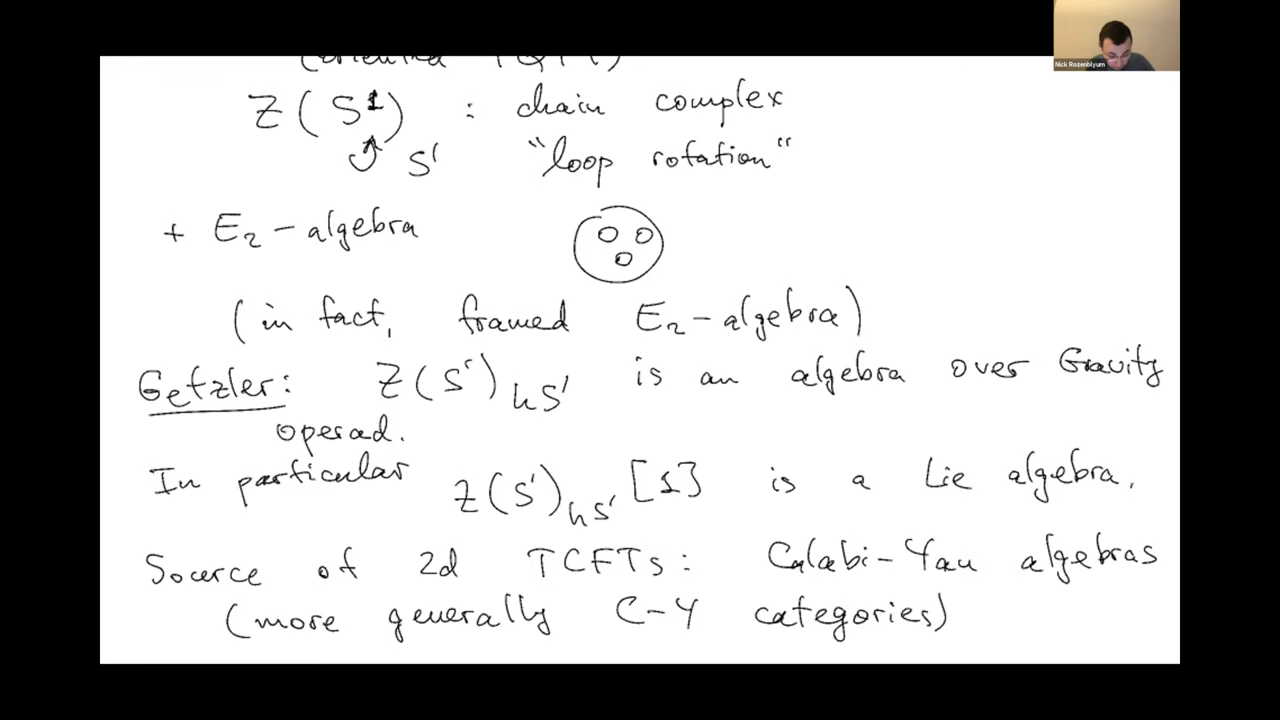 (oriented TQFT)
Z(S¹) : chain complex
S¹ "loop rotation"
+ E₂-algebra
(in fact, framed E₂-algebra)
Getzler: Z(S¹)hS¹ is an algebra over Gravity
operad.
In particular Z(S¹)hS¹ [1] is a Lie algebra.
Source of 2d TCFTs: Calabi-Yau algebras
(more generally C-Y categories)
Nick Rozenblyum